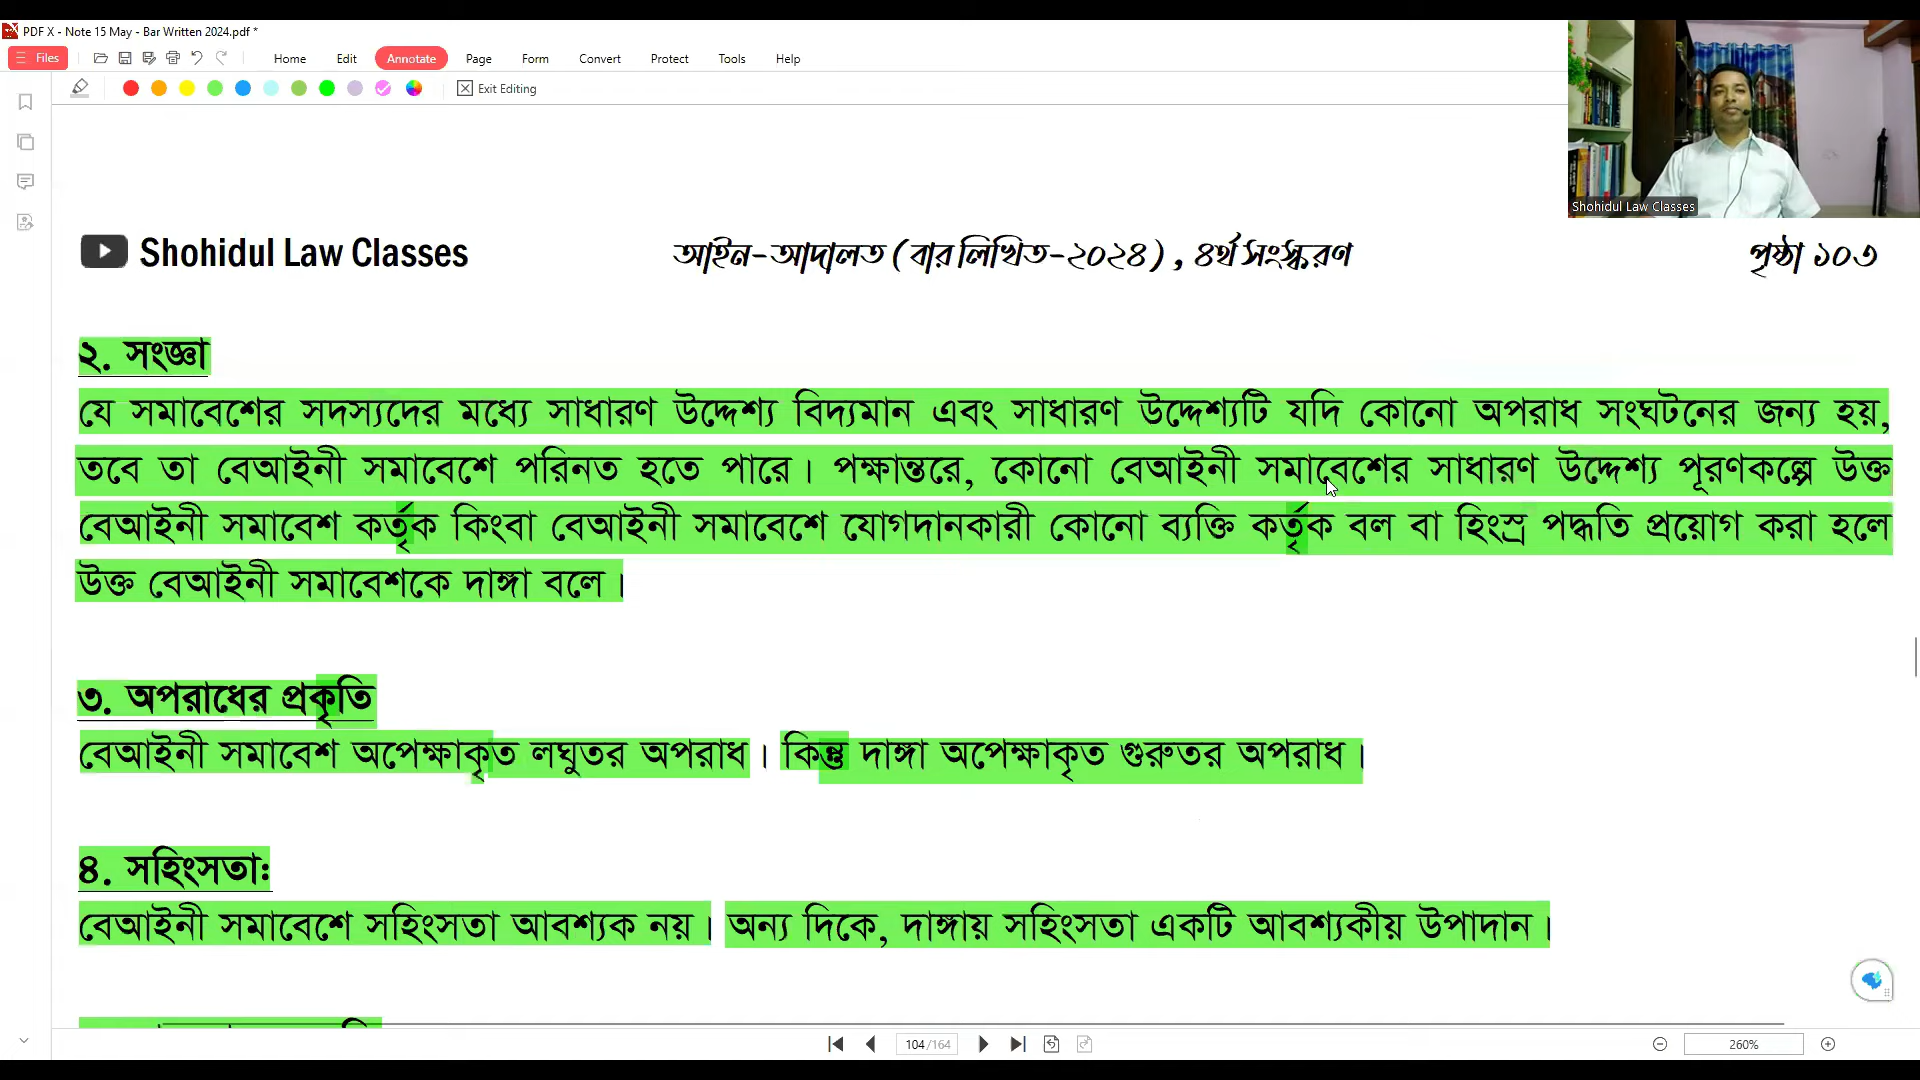 PDF X - Note 15 May - Bar Written 2024.pdf *
Files Home Edit Annotate Page Form Convert Protect Tools Help
Exit Editing
Shohidul Law Classes
Shohidul Law Classes আইন-আদালত (বার লিখিত-২০২৪) , ৪র্থ সংস্করণ পৃষ্ঠা ১০৩
২. সংজ্ঞা
যে সমাবেশের সদস্যদের মধ্যে সাধারণ উদ্দেশ্য বিদ্যমান এবং সাধারণ উদ্দেশ্যটি যদি কোনো অপরাধ সংঘটনের জন্য হয়,
তবে তা বেআইনী সমাবেশে পরিনত হতে পারে। পক্ষান্তরে, কোনো বেআইনী সমাবেশের সাধারণ উদ্দেশ্য পূরণকল্পে উক্ত
বেআইনী সমাবেশ কর্তৃক কিংবা বেআইনী সমাবেশে যোগদানকারী কোনো ব্যক্তি কর্তৃক বল বা হিংস্র পদ্ধতি প্রয়োগ করা হলে
উক্ত বেআইনী সমাবেশকে দাঙ্গা বলে।
৩. অপরাধের প্রকৃতি
বেআইনী সমাবেশ অপেক্ষাকৃত লঘুতর অপরাধ। কিন্তু দাঙ্গা অপেক্ষাকৃত গুরুতর অপরাধ।
৪. সহিংসতা:
বেআইনী সমাবেশে সহিংসতা আবশ্যক নয়। অন্য দিকে, দাঙ্গায় সহিংসতা একটি আবশ্যকীয় উপাদান।
104 /164 260%